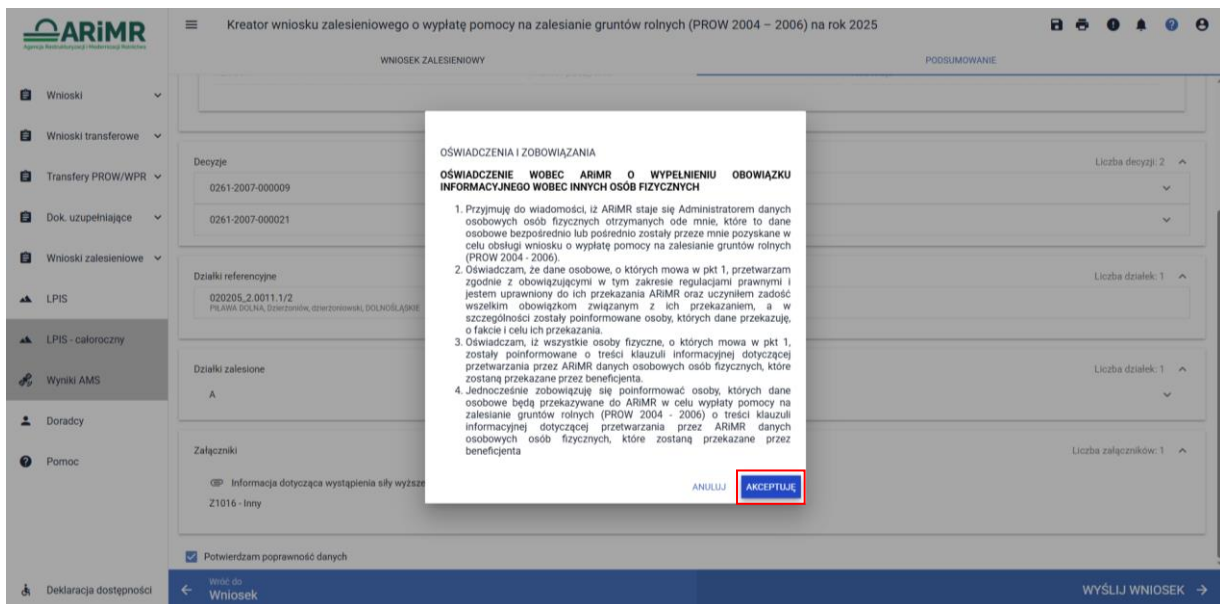 ARiMR
Agencja Restrukturyzacji i Modernizacji Rolnictwa
Kreator wniosku zalesieniowego o wypłatę pomocy na zalesianie gruntów rolnych (PROW 2004 – 2006) na rok 2025
WNIOSEK ZALESIENIOWY
PODSUMOWANIE
Wnioski
Wnioski transferowe
Transfery PROW/WPR
Dok. uzupełniające
Wnioski zalesieniowe
LPIS
LPIS - całoroczny
Wyniki AMS
Doradcy
Pomoc
Deklaracja dostępności
Decyzje
Liczba decyzji: 2
0261-2007-000009
0261-2007-000021
Działki referencyjne
Liczba działek: 1
020205_2.0011.1/2
PIŁAWA DOLNA, Dzierżoniów, dzierżoniowski, DOLNOŚLĄSKIE
Działki zalesione
Liczba działek: 1
A
Załączniki
Liczba załączników: 1
Informacja dotycząca wystąpienia siły wyższe
Z1016 - Inny
Potwierdzam poprawność danych
OŚWIADCZENIA I ZOBOWIĄZANIA
OŚWIADCZENIE WOBEC ARiMR O WYPEŁNIENIU OBOWIĄZKU
INFORMACYJNEGO WOBEC INNYCH OSÓB FIZYCZNYCH
1. Przyjmuję do wiadomości, iż ARiMR staje się Administratorem danych
osobowych osób fizycznych otrzymanych ode mnie, które to dane
osobowe bezpośrednio lub pośrednio zostały przeze mnie pozyskane w
celu obsługi wniosku o wypłatę pomocy na zalesianie gruntów rolnych
(PROW 2004 - 2006).
2. Oświadczam, że dane osobowe, o których mowa w pkt 1, przetwarzam
zgodnie z obowiązującymi w tym zakresie regulacjami prawnymi i
jestem uprawniony do ich przekazania ARiMR oraz uczyniłem zadość
wszelkim obowiązkom związanym z ich przekazaniem, a w
szczególności zostały poinformowane osoby, których dane przekazuję,
o fakcie i celu ich przekazania.
3. Oświadczam, iż wszystkie osoby fizyczne, o których mowa w pkt 1,
zostały poinformowane o treści klauzuli informacyjnej dotyczącej
przetwarzania przez ARiMR danych osobowych osób fizycznych, które
zostaną przekazane przez beneficjenta.
4. Jednocześnie zobowiązuję się poinformować osoby, których dane
osobowe będą przekazywane do ARiMR w celu wypłaty pomocy na
zalesianie gruntów rolnych (PROW 2004 - 2006) o treści klauzuli
informacyjnej dotyczącej przetwarzania przez ARiMR danych
osobowych osób fizycznych, które zostaną przekazane przez
beneficjenta
ANULUJ
AKCEPTUJĘ
Wróć do
Wniosek
WYŚLIJ WNIOSEK